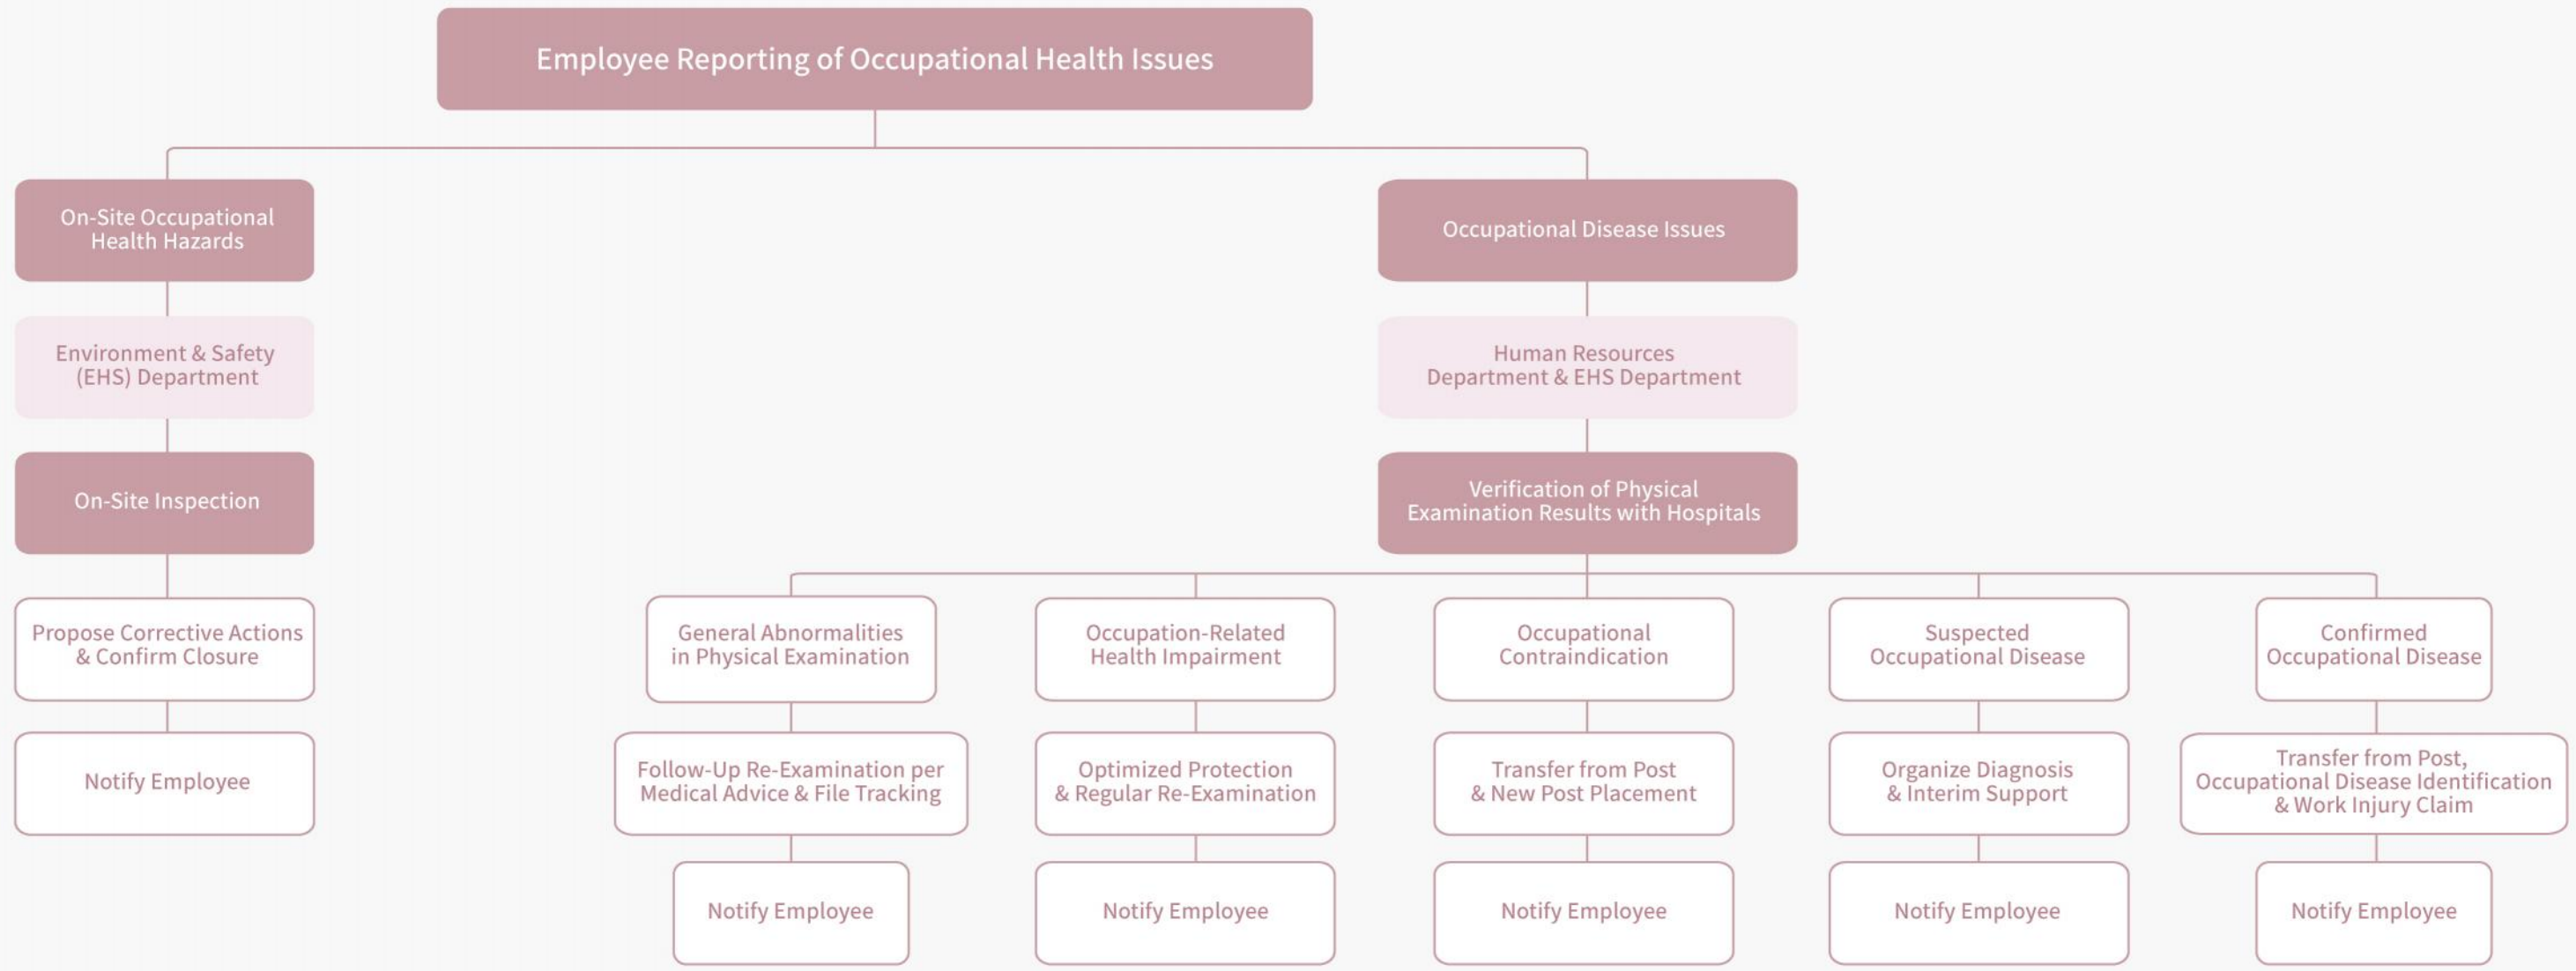 Employee Reporting of Occupational Health Issues
On-Site Occupational
Health Hazards
Occupational Disease Issues
Environment & Safety
(EHS) Department
Human Resources
Department & EHS Department
On-Site Inspection
Verification of Physical
Examination Results with Hospitals
Propose Corrective Actions
& Confirm Closure
General Abnormalities
in Physical Examination
Occupation-Related
Health Impairment
Occupational
Contraindication
Suspected
Occupational Disease
Confirmed
Occupational Disease
Notify Employee
Follow-Up Re-Examination per
Medical Advice & File Tracking
Optimized Protection
& Regular Re-Examination
Transfer from Post
& New Post Placement
Organize Diagnosis
& Interim Support
Transfer from Post,
Occupational Disease Identification
& Work Injury Claim
Notify Employee
Notify Employee
Notify Employee
Notify Employee
Notify Employee